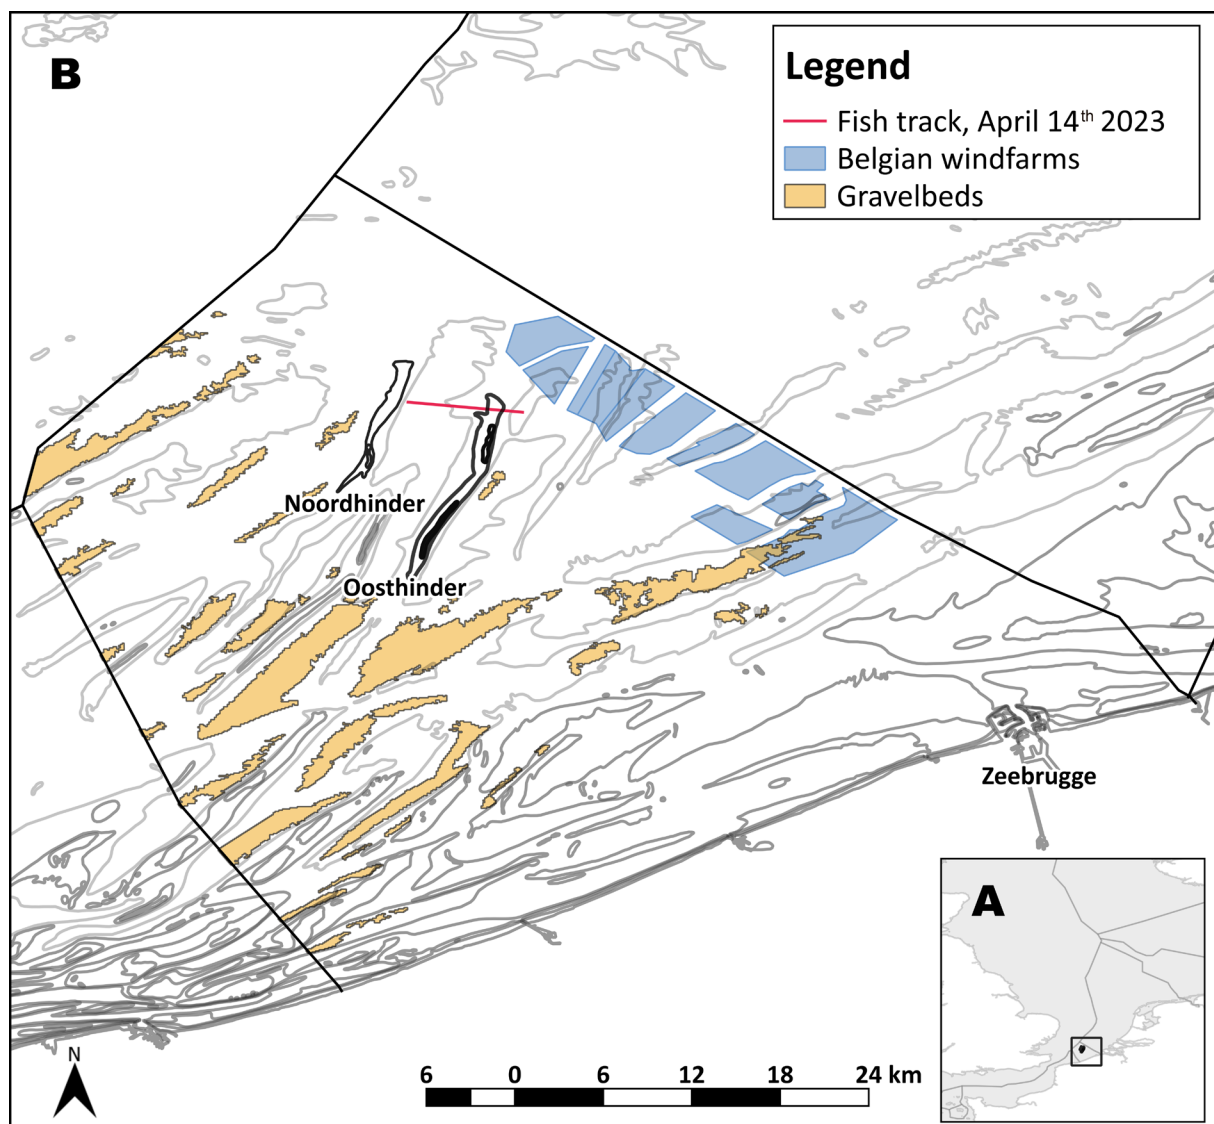 B
Legend
Fish track, April 14th 2023
Belgian windfarms
Gravelbeds
Noordhinder
Oosthinder
Zeebrugge
A
N
6 0 6 12 18 24 km